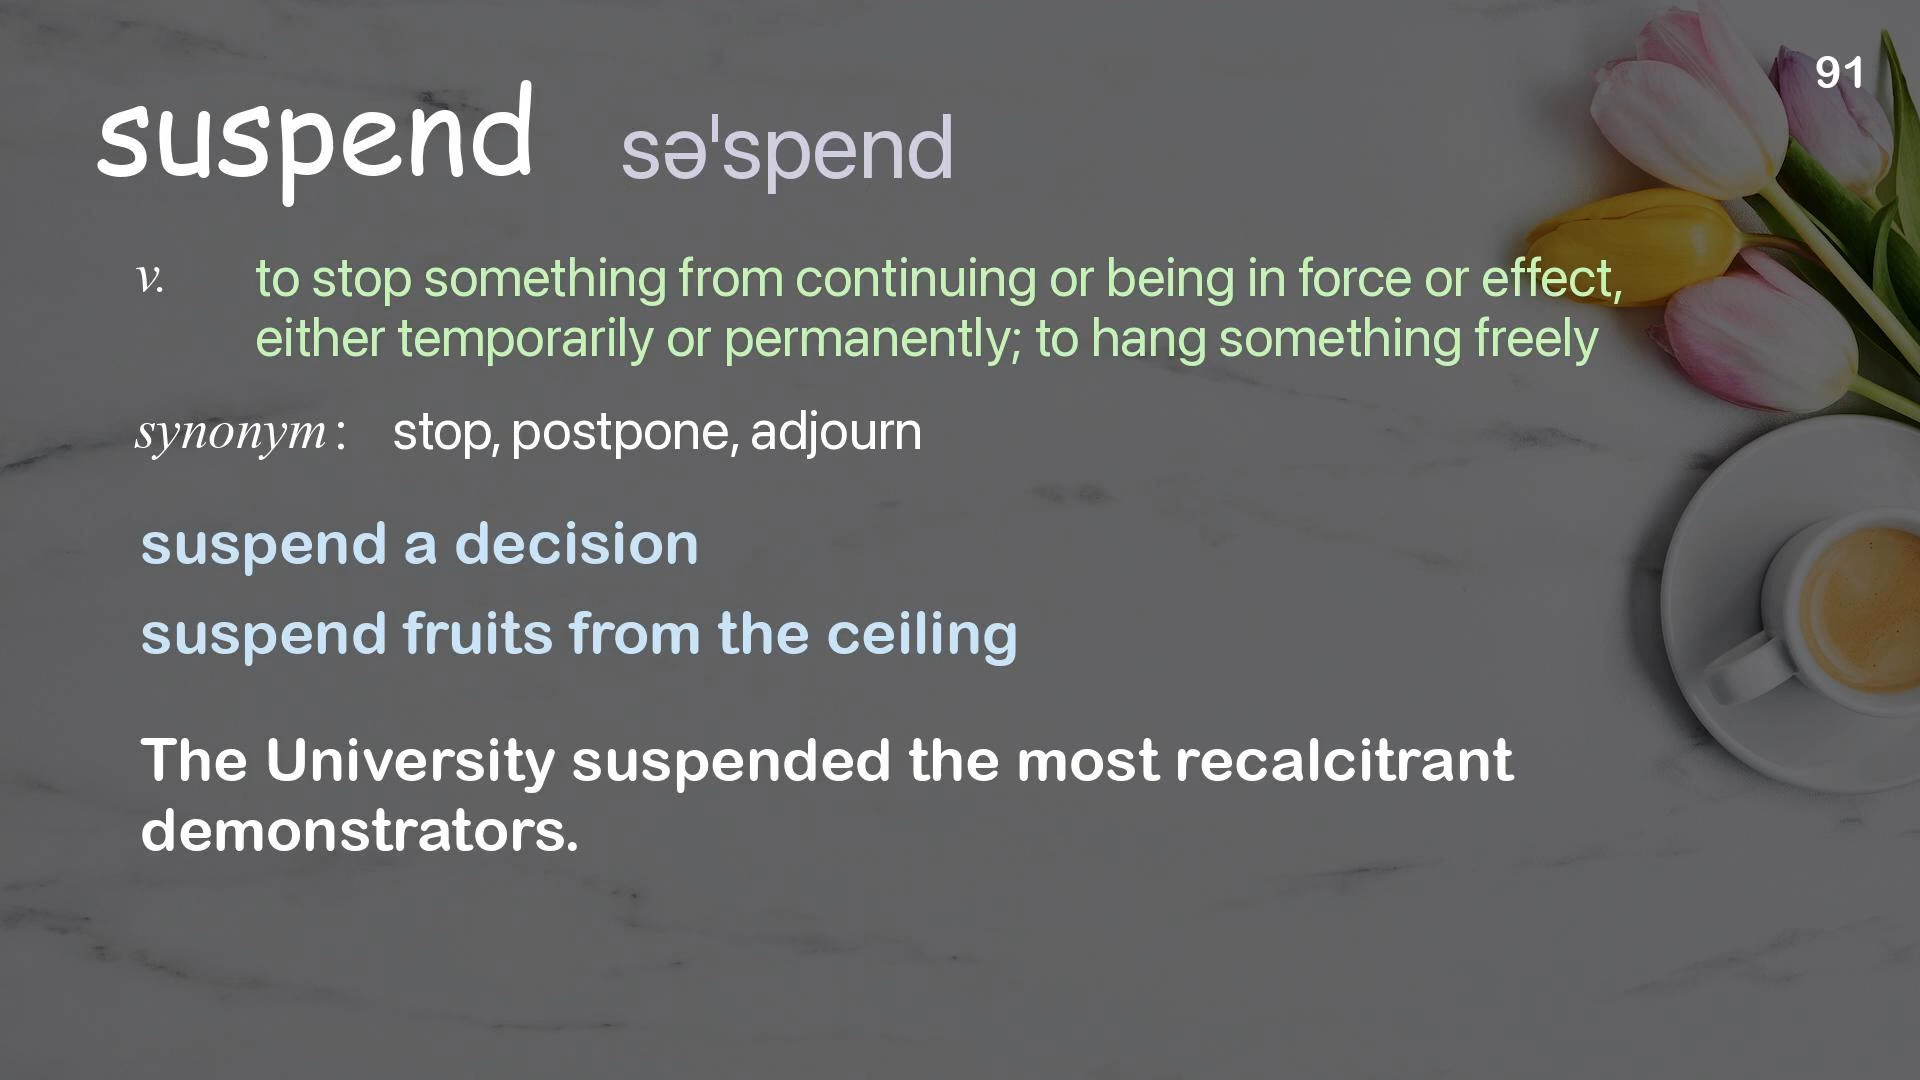 91
suspend səˈspend
v. to stop something from continuing or being in force or effect,
either temporarily or permanently; to hang something freely
synonym : stop, postpone, adjourn
suspend a decision
suspend fruits from the ceiling
The University suspended the most recalcitrant
demonstrators.